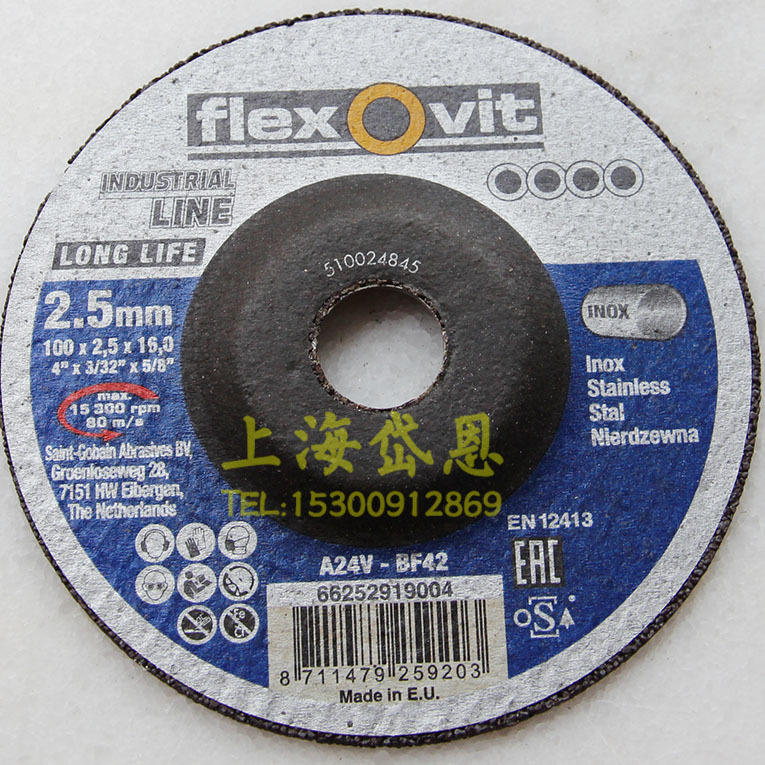 flexOvit
INDUSTRIAL
LINE
LONG LIFE
510024845
2.5mm
100 x 2,5 x 16,0
4" x 3/32" x 5/8"
max.
15 300 rpm
80 m/s
INOX
Inox
Stainless
Stal
Nierdzewna
Saint-Gobain Abrasives BV,
Groenloseweg 28,
7151 HW Eibergen,
The Netherlands
上海岱恩
TEL:15300912869
EN 12413
A24V - BF42
EAC
oSA
66252919004
8 711479 259203
Made in E.U.